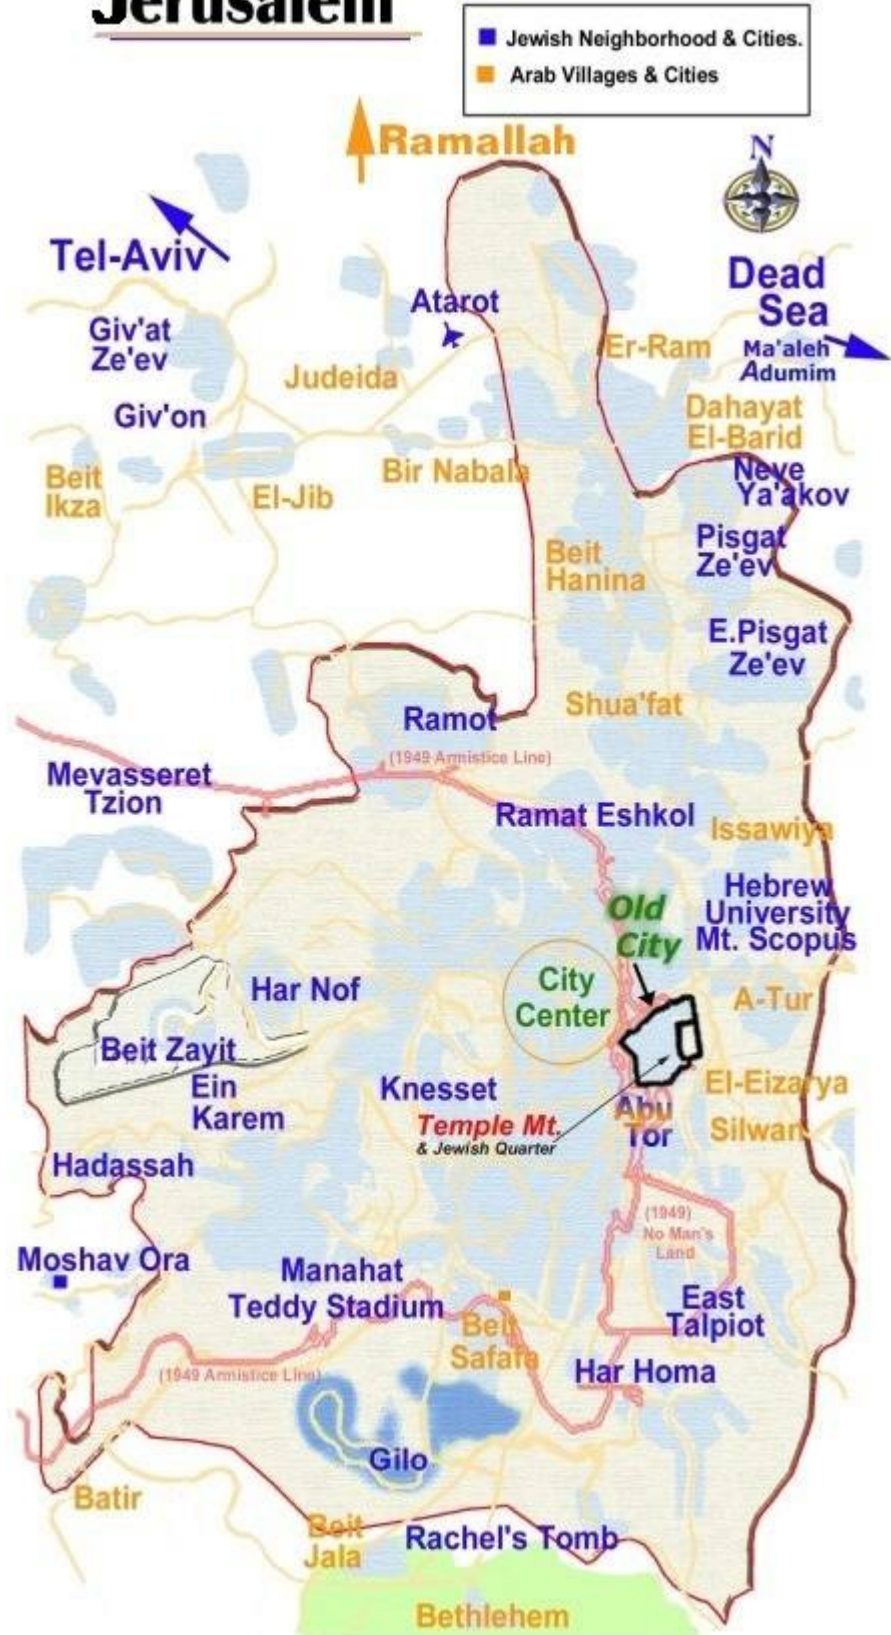 Jerusalem
Jewish Neighborhood & Cities.
Arab Villages & Cities
Ramallah
N
Tel-Aviv
Dead
Sea
Atarot
Giv'at
Ze'ev
Er-Ram
Ma'aleh
Adumim
Judeida
Giv'on
Dahayat
El-Barid
Bir Nabala
Neve
Ya'akov
Beit
Ikza
El-Jib
Pisgat
Ze'ev
Beit
Hanina
E.Pisgat
Ze'ev
Shua'fat
Ramot
(1949 Armistice Line)
Mevasseret
Tzion
Ramat Eshkol
Issawiya
Hebrew
University
Mt. Scopus
Old
City
City
Center
Har Nof
A-Tur
Beit Zayit
Ein
Karem
Knesset
El-Eizarya
Temple Mt.
& Jewish Quarter
Abu
Tor
Silwan
Hadassah
(1949)
No Man's
Land
Moshav Ora
Manahat
Teddy Stadium
East
Talpiot
Beit
Safafa
(1949 Armistice Line)
Har Homa
Gilo
Batir
Beit
Jala
Rachel's Tomb
Bethlehem